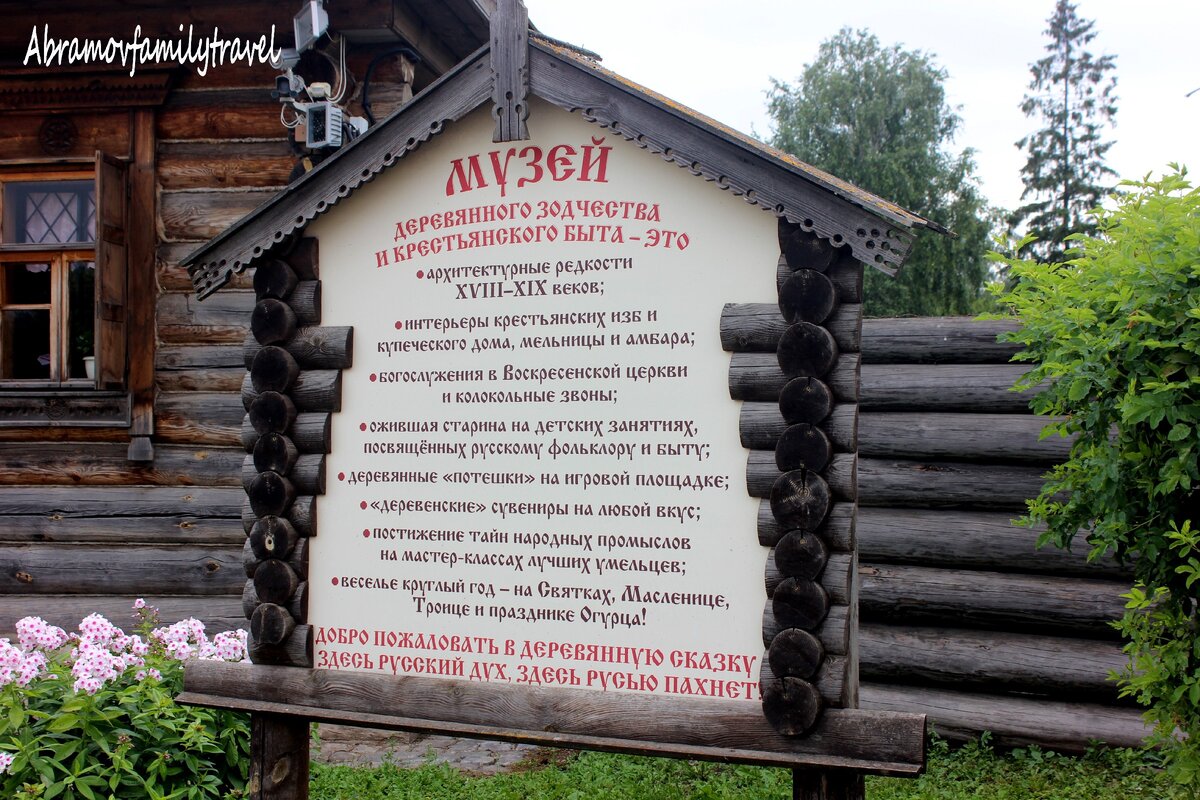 Abramovfamilytravel
МУЗЕЙ
ДЕРЕВЯННОГО ЗОДЧЕСТВА
И КРЕСТЬЯНСКОГО БЫТА – ЭТО
• архитектурные редкости
XVIII–XIX веков;
• интерьеры крестьянских изб и
купеческого дома, мельницы и амбара;
• богослужения в Воскресенской церкви
и колокольные звоны;
• ожившая старина на детских занятиях,
посвящённых русскому фольклору и быту;
• деревянные «потешки» на игровой площадке;
• «деревенские» сувениры на любой вкус;
• постижение тайн народных промыслов
на мастер-классах лучших умельцев;
• веселье круглый год – на Святках, Масленице,
Троице и празднике Огурца!
ДОБРО ПОЖАЛОВАТЬ В ДЕРЕВЯННУЮ СКАЗКУ
ЗДЕСЬ РУССКИЙ ДУХ, ЗДЕСЬ РУСЬЮ ПАХНЕТ!